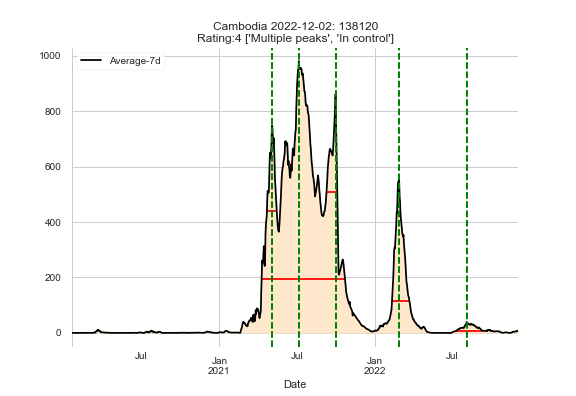 Cambodia 2022-12-02: 138120
Rating:4 ['Multiple peaks', 'In control']
Average-7d
1000
800
600
400
200
0
Jul
Jan
2021
Jul
Jan
2022
Jul
Date